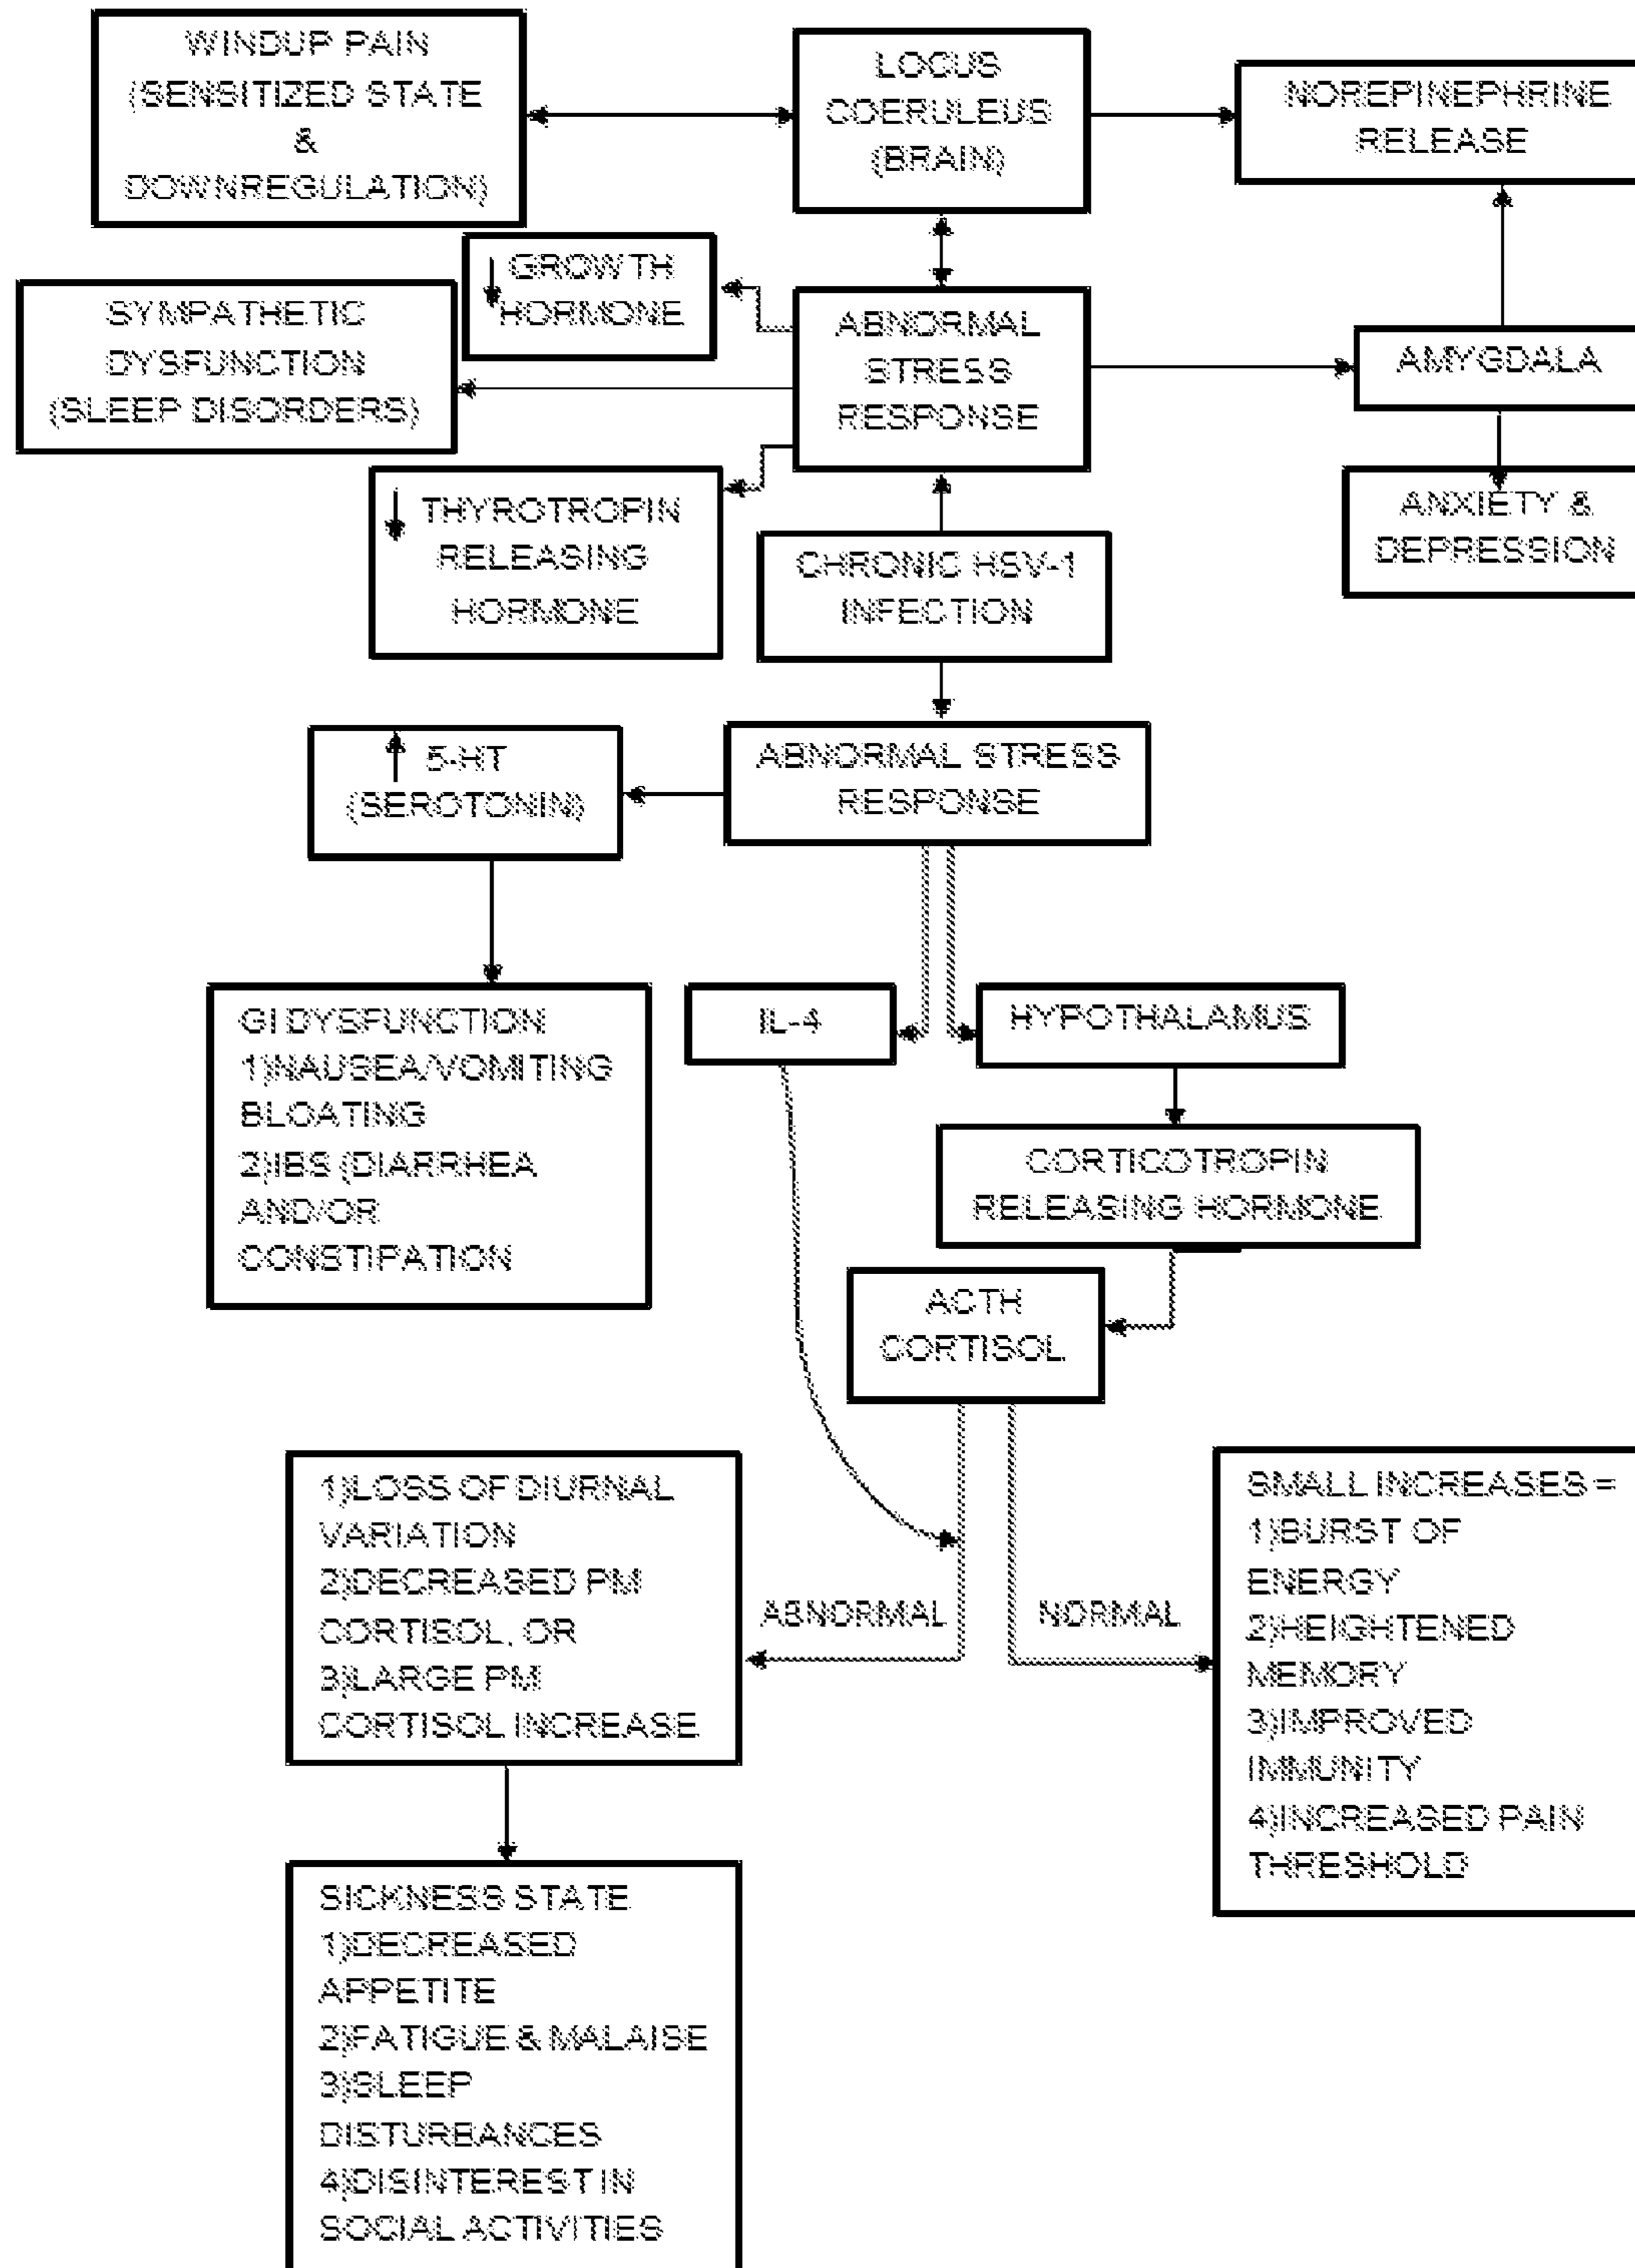 WINDUP PAIN
(SENSITIZED STATE
&
DOWNREGULATION)
LOCUS
COERULEUS
(BRAIN)
NOREPINEPHRINE
RELEASE
GROWTH
HORMONE
SYMPATHETIC
DYSFUNCTION
(SLEEP DISORDERS)
ABNORMAL
STRESS
RESPONSE
AMYGDALA
THYROTROPIN
RELEASING
HORMONE
ANXIETY &
DEPRESSION
CHRONIC HSV-1
INFECTION
5-HT
(SEROTONIN)
ABNORMAL STRESS
RESPONSE
GI DYSFUNCTION
1)NAUSEA/VOMITING
BLOATING
2)IBS (DIARRHEA
AND/OR
CONSTIPATION
IL-4
HYPOTHALAMUS
CORTICOTROPIN
RELEASING HORMONE
ACTH
CORTISOL
1)LOSS OF DIURNAL
VARIATION
2)DECREASED PM
CORTISOL, OR
3)LARGE PM
CORTISOL INCREASE
ABNORMAL
NORMAL
SMALL INCREASES =
1)BURST OF
ENERGY
2)HEIGHTENED
MEMORY
3)IMPROVED
IMMUNITY
4)INCREASED PAIN
THRESHOLD
SICKNESS STATE
1)DECREASED
APPETITE
2)FATIGUE & MALAISE
3)SLEEP
DISTURBANCES
4)DISINTEREST IN
SOCIAL ACTIVITIES